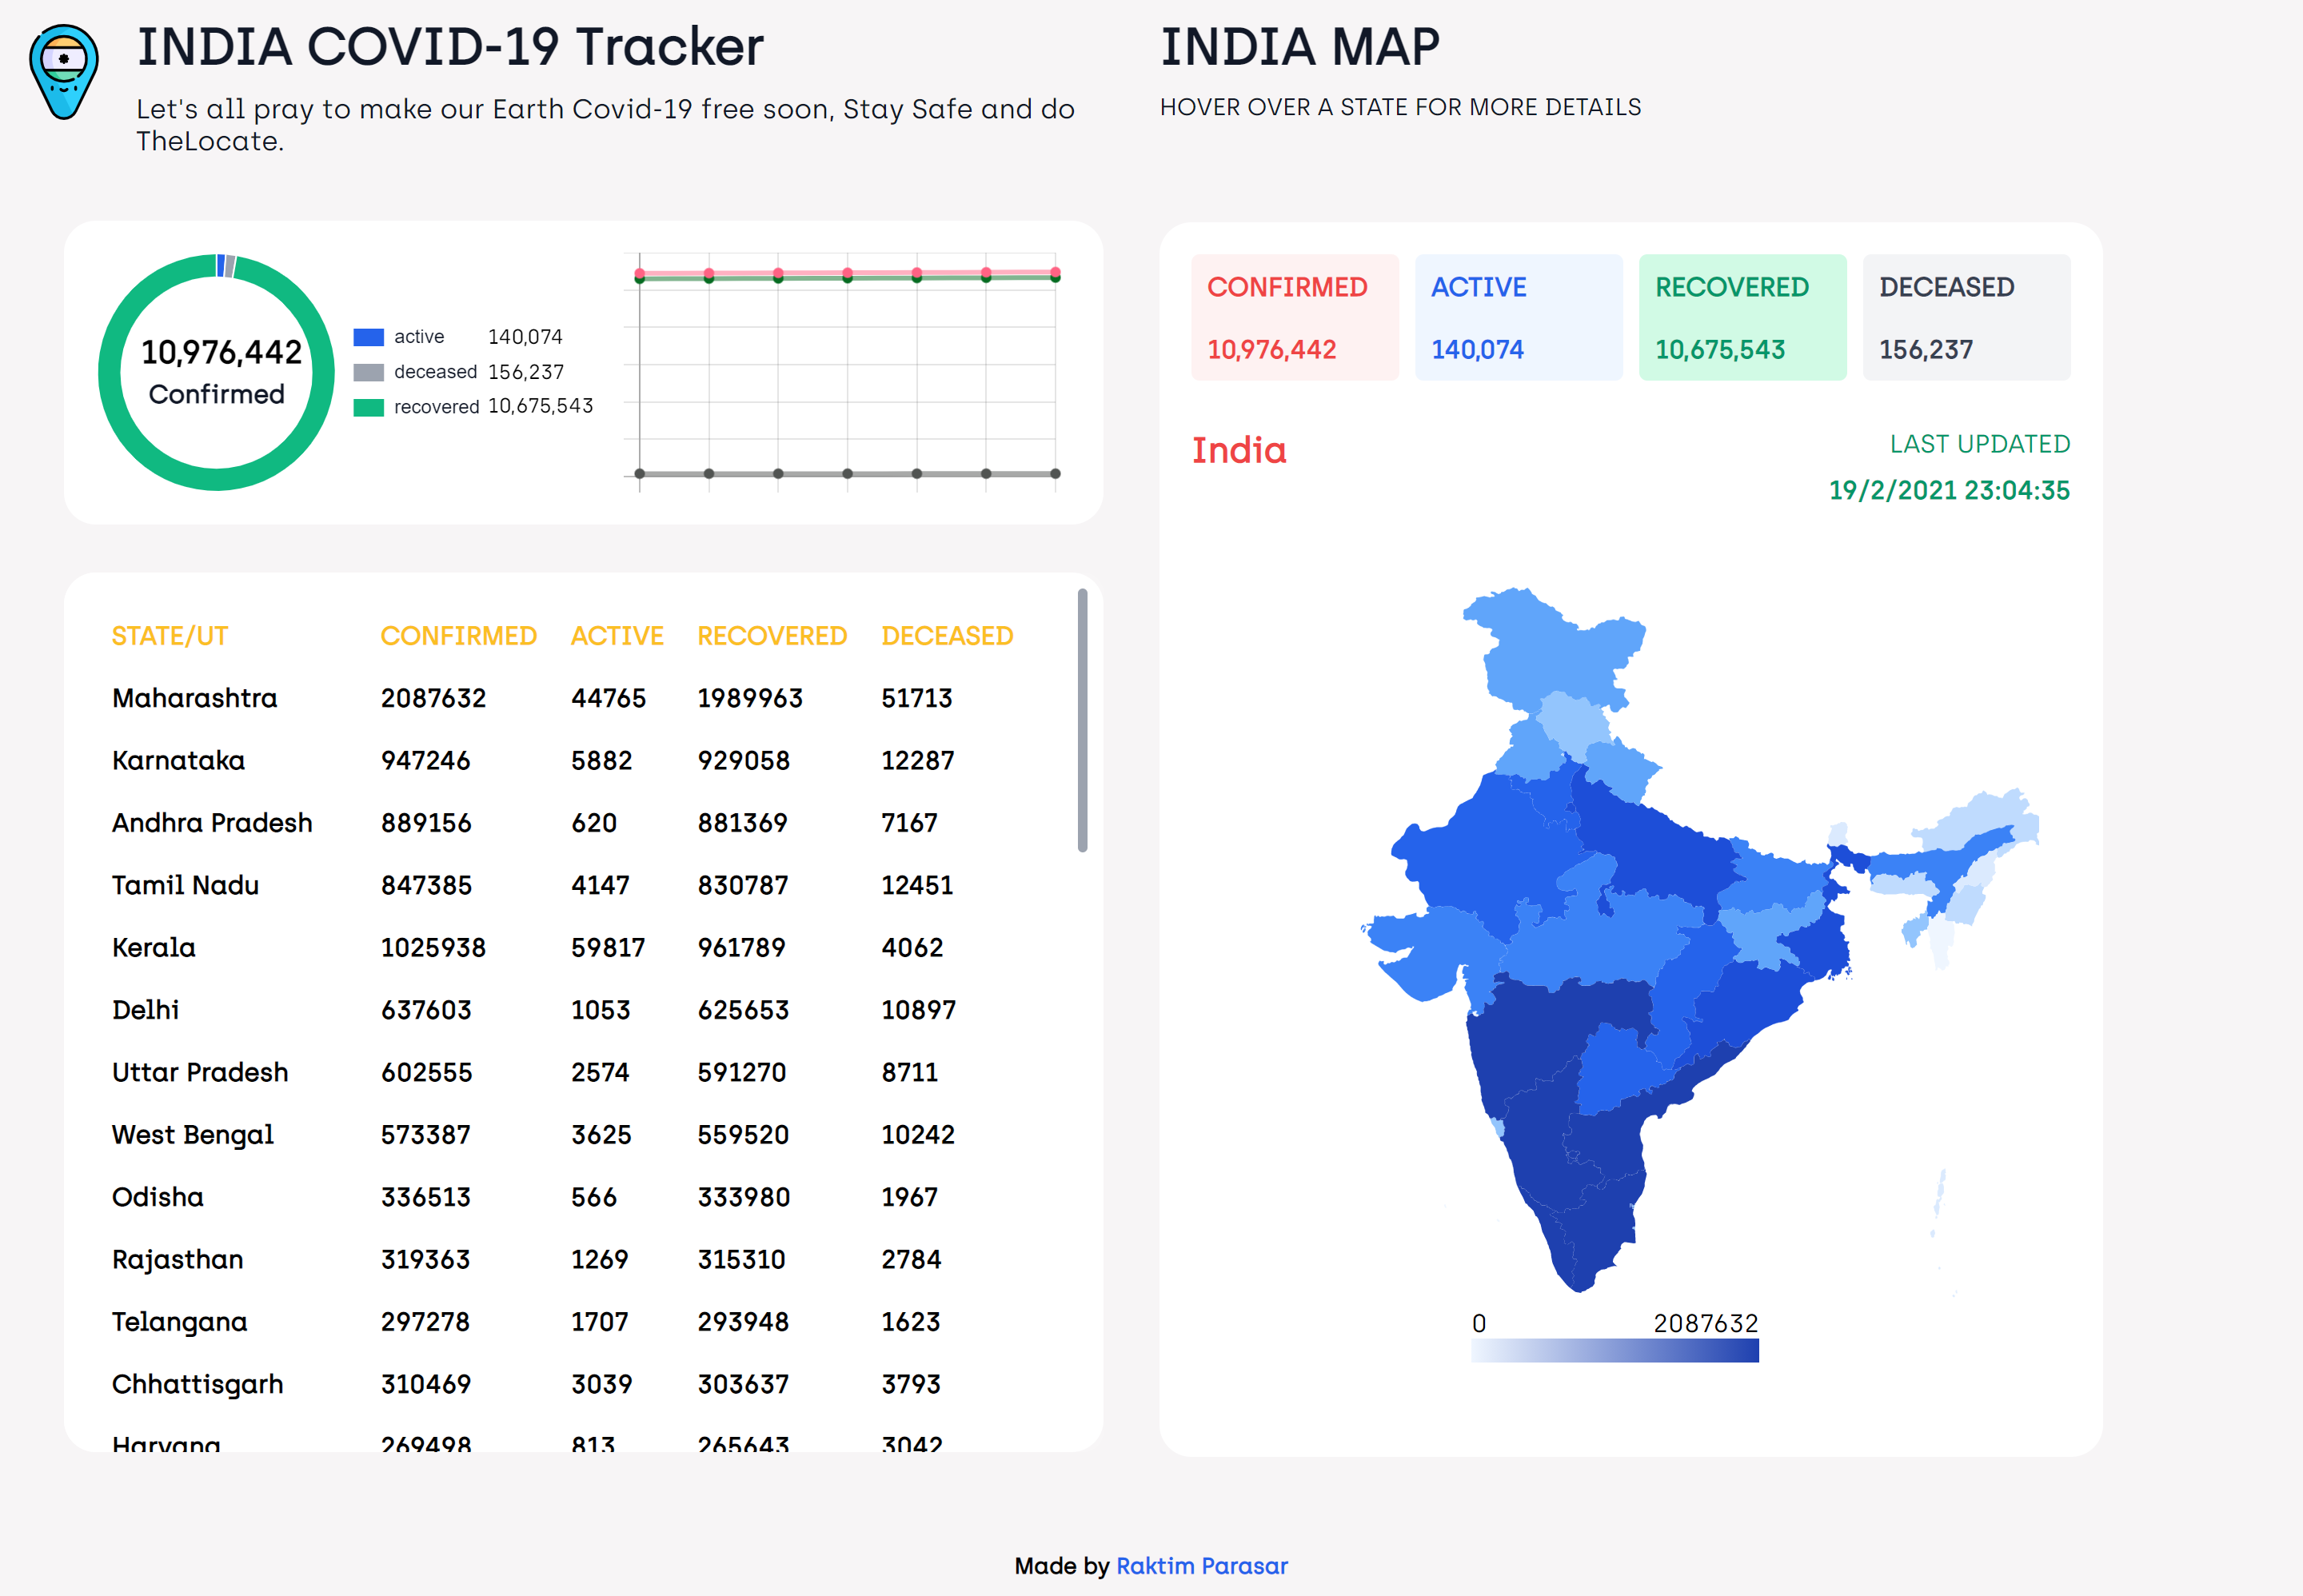 INDIA COVID-19 Tracker
Let's all pray to make our Earth Covid-19 free soon, Stay Safe and do
TheLocate.
10,976,442
Confirmed
active 140,074
deceased 156,237
recovered 10,675,543
STATE/UT CONFIRMED ACTIVE RECOVERED DECEASED
Maharashtra 2087632 44765 1989963 51713
Karnataka 947246 5882 929058 12287
Andhra Pradesh 889156 620 881369 7167
Tamil Nadu 847385 4147 830787 12451
Kerala 1025938 59817 961789 4062
Delhi 637603 1053 625653 10897
Uttar Pradesh 602555 2574 591270 8711
West Bengal 573387 3625 559520 10242
Odisha 336513 566 333980 1967
Rajasthan 319363 1269 315310 2784
Telangana 297278 1707 293948 1623
Chhattisgarh 310469 3039 303637 3793
Haryana 269498 813 265643 3042
INDIA MAP
HOVER OVER A STATE FOR MORE DETAILS
CONFIRMED ACTIVE RECOVERED DECEASED
10,976,442 140,074 10,675,543 156,237
India
LAST UPDATED
19/2/2021 23:04:35
0 2087632
Made by Raktim Parasar